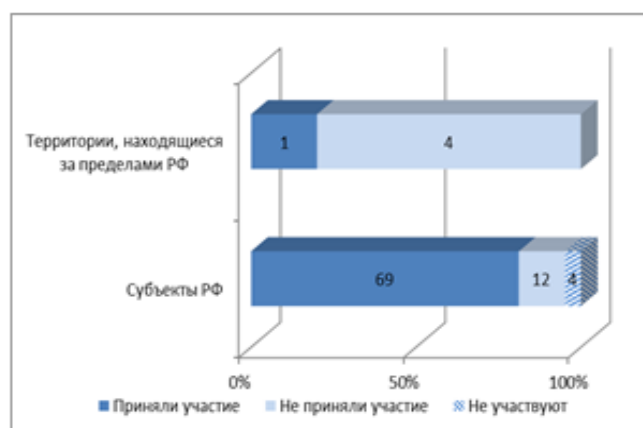 Территории, находящиеся
за пределами РФ
1
4
Субъекты РФ
69
12
4
0%
50%
100%
Приняли участие
Не приняли участие
Не участвуют